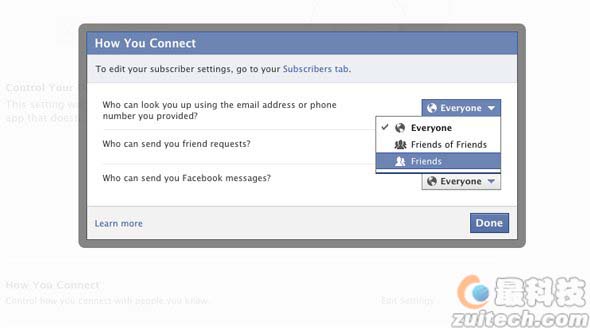 How You Connect
To edit your subscriber settings, go to your Subscribers tab.
Who can look you up using the email address or phone
number you provided?
Everyone
Everyone
Friends of Friends
Friends
Who can send you friend requests?
Who can send you Facebook messages?
Everyone
Learn more
Done
Control Your
This setting w
app that does
How You Connect
Control how you connect with people you know.
Edit Settings
最科技
zuitech.com